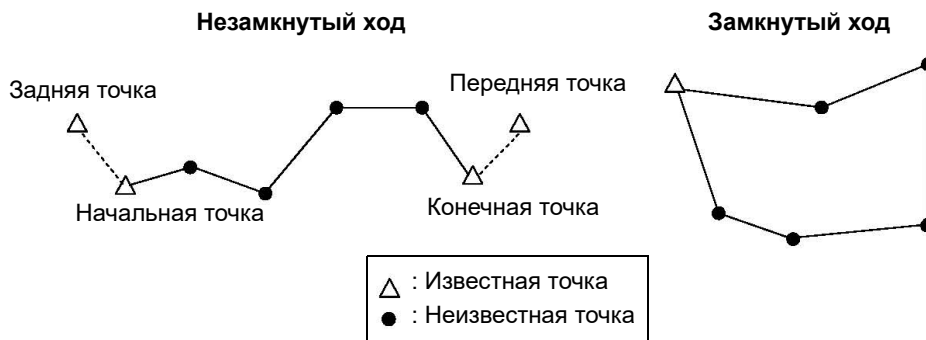 Незамкнутый ход
Замкнутый ход
Задняя точка
Передняя точка
Начальная точка
Конечная точка
: Известная точка
: Неизвестная точка